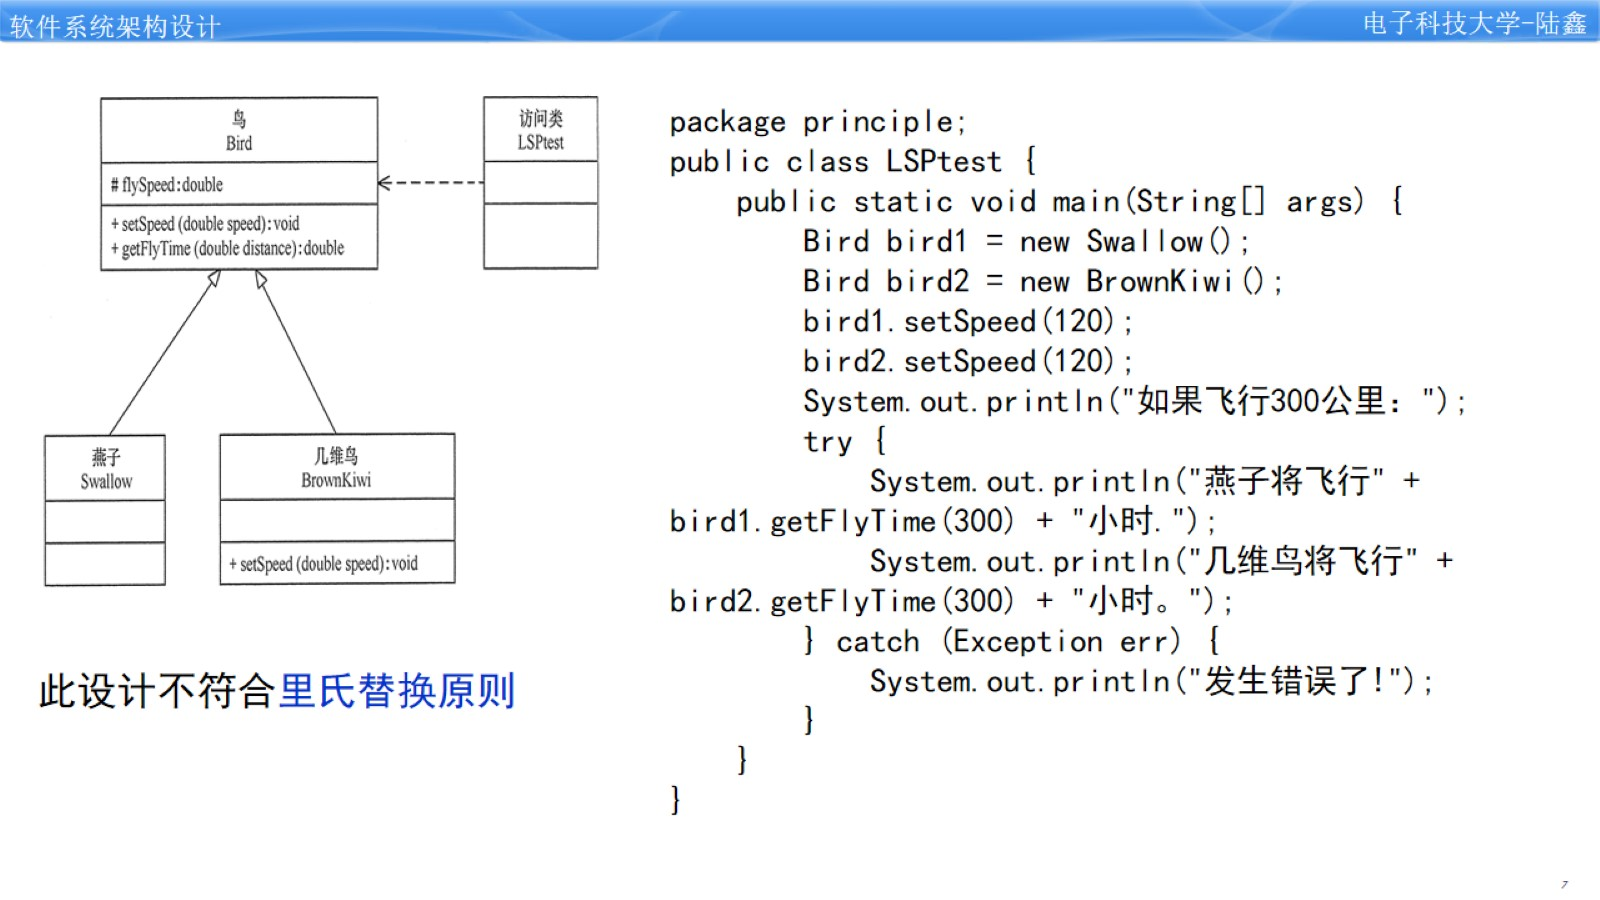 软件系统架构设计
电子科技大学-陆鑫
鸟
Bird
# flySpeed:double
+ setSpeed (double speed):void
+ getFlyTime (double distance):double
访问类
LSPtest
燕子
Swallow
几维鸟
BrownKiwi
+ setSpeed (double speed):void
此设计不符合里氏替换原则
package principle;
public class LSPtest {
public static void main(String[] args) {
Bird bird1 = new Swallow();
Bird bird2 = new BrownKiwi();
bird1.setSpeed(120);
bird2.setSpeed(120);
System.out.println("如果飞行300公里：");
try {
System.out.println("燕子将飞行" +
bird1.getFlyTime(300) + "小时.");
System.out.println("几维鸟将飞行" +
bird2.getFlyTime(300) + "小时。");
} catch (Exception err) {
System.out.println("发生错误了!");
}
}
}
7